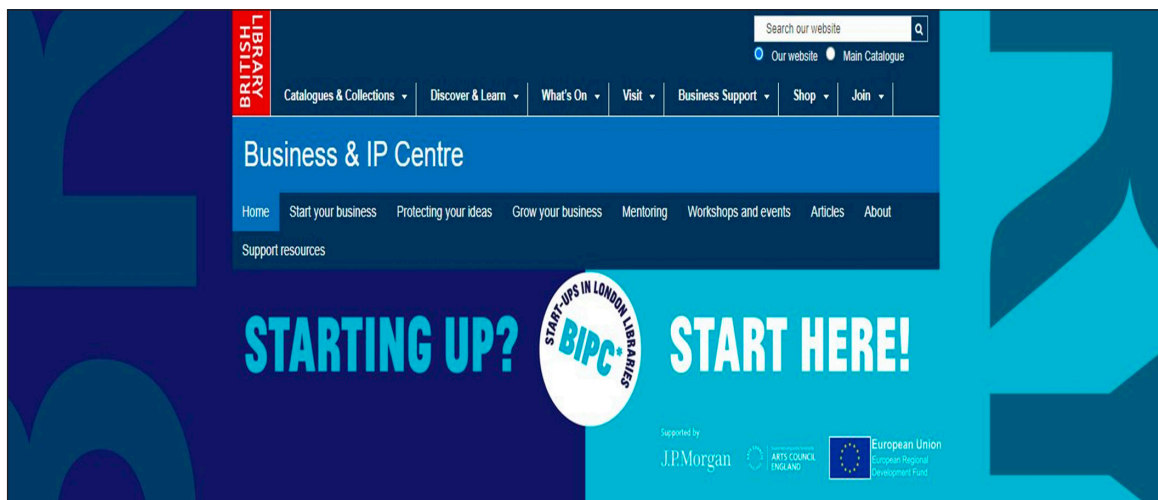 BRITISH
LIBRARY
Search our website
Our website Main Catalogue
Catalogues & Collections Discover & Learn What's On Visit Business Support Shop Join
Business & IP Centre
Home Start your business Protecting your ideas Grow your business Mentoring Workshops and events Articles About
Support resources
STARTING UP?
START-UPS IN LONDON LIBRARIES
BIPC*
START HERE!
Supported by
J.P.Morgan
ARTS COUNCIL
ENGLAND
European Union
European Regional
Development Fund